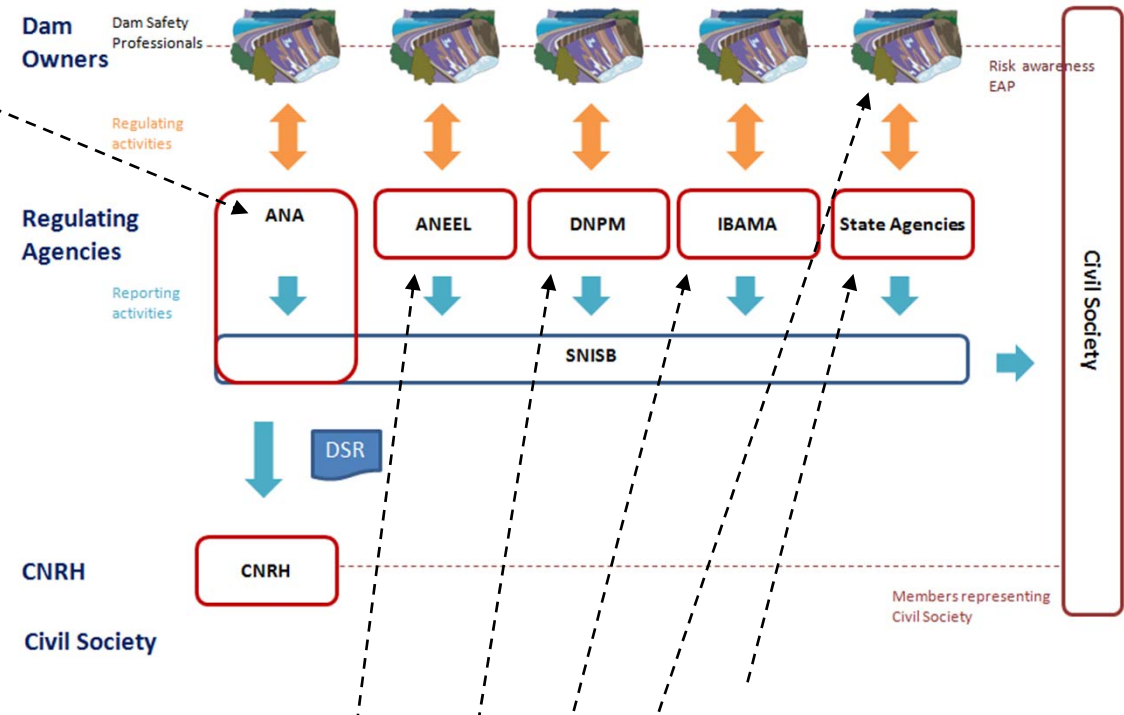 Dam
Owners
Dam Safety
Professionals
Risk awareness
EAP
Regulating
activities
Regulating
Agencies
ANA
ANEEL
DNPM
IBAMA
State Agencies
Reporting
activities
SNISB
Civil Society
DSR
CNRH
CNRH
Members representing
Civil Society
Civil Society